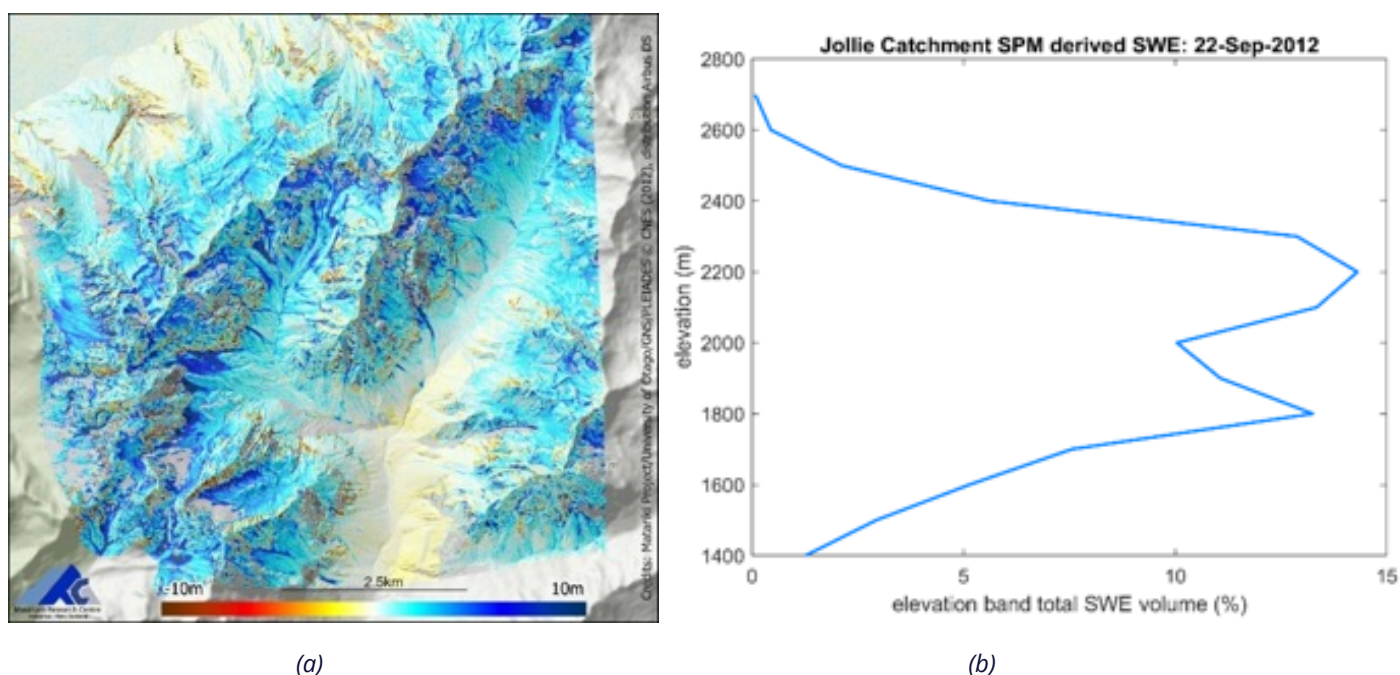 Credits: Matariki Project/University of Otago/GNS/PLEIADES © CNES (2012), distribution Airbus DS
-10m
2.5km
10m
(a)
Jollie Catchment SPM derived SWE: 22-Sep-2012
2800
2600
2400
2200
2000
1800
1600
1400
elevation (m)
0
5
10
15
elevation band total SWE volume (%)
(b)